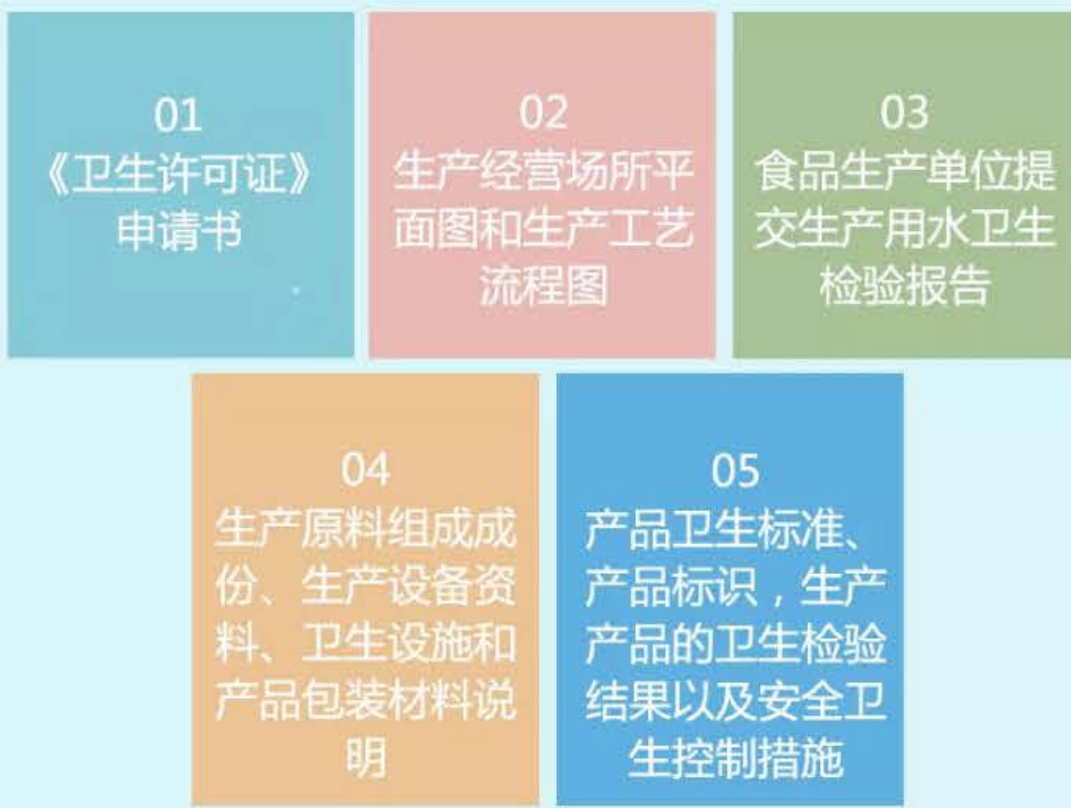 01
《卫生许可证》
申请书
02
生产经营场所平
面图和生产工艺
流程图
03
食品生产单位提
交生产用水卫生
检验报告
04
生产原料组成成
份、生产设备资
料、卫生设施和
产品包装材料说
明
05
产品卫生标准、
产品标识，生产
产品的卫生检验
结果以及安全卫
生控制措施